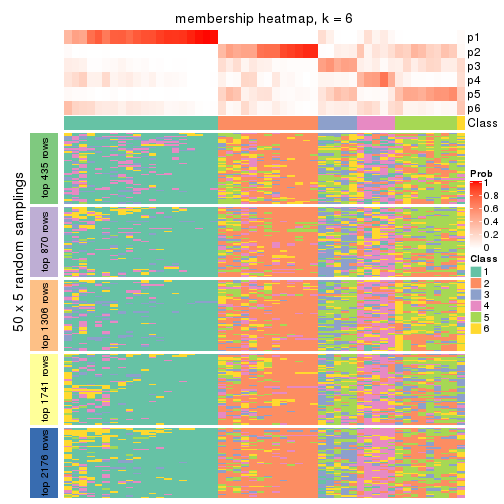 membership heatmap, k = 6
p1
p2
p3
p4
p5
p6
Class
50 x 5 random samplings
top 435 rows
top 870 rows
top 1306 rows
top 1741 rows
top 2176 rows
Prob
1
0.8
0.6
0.4
0.2
0
Class
1
2
3
4
5
6